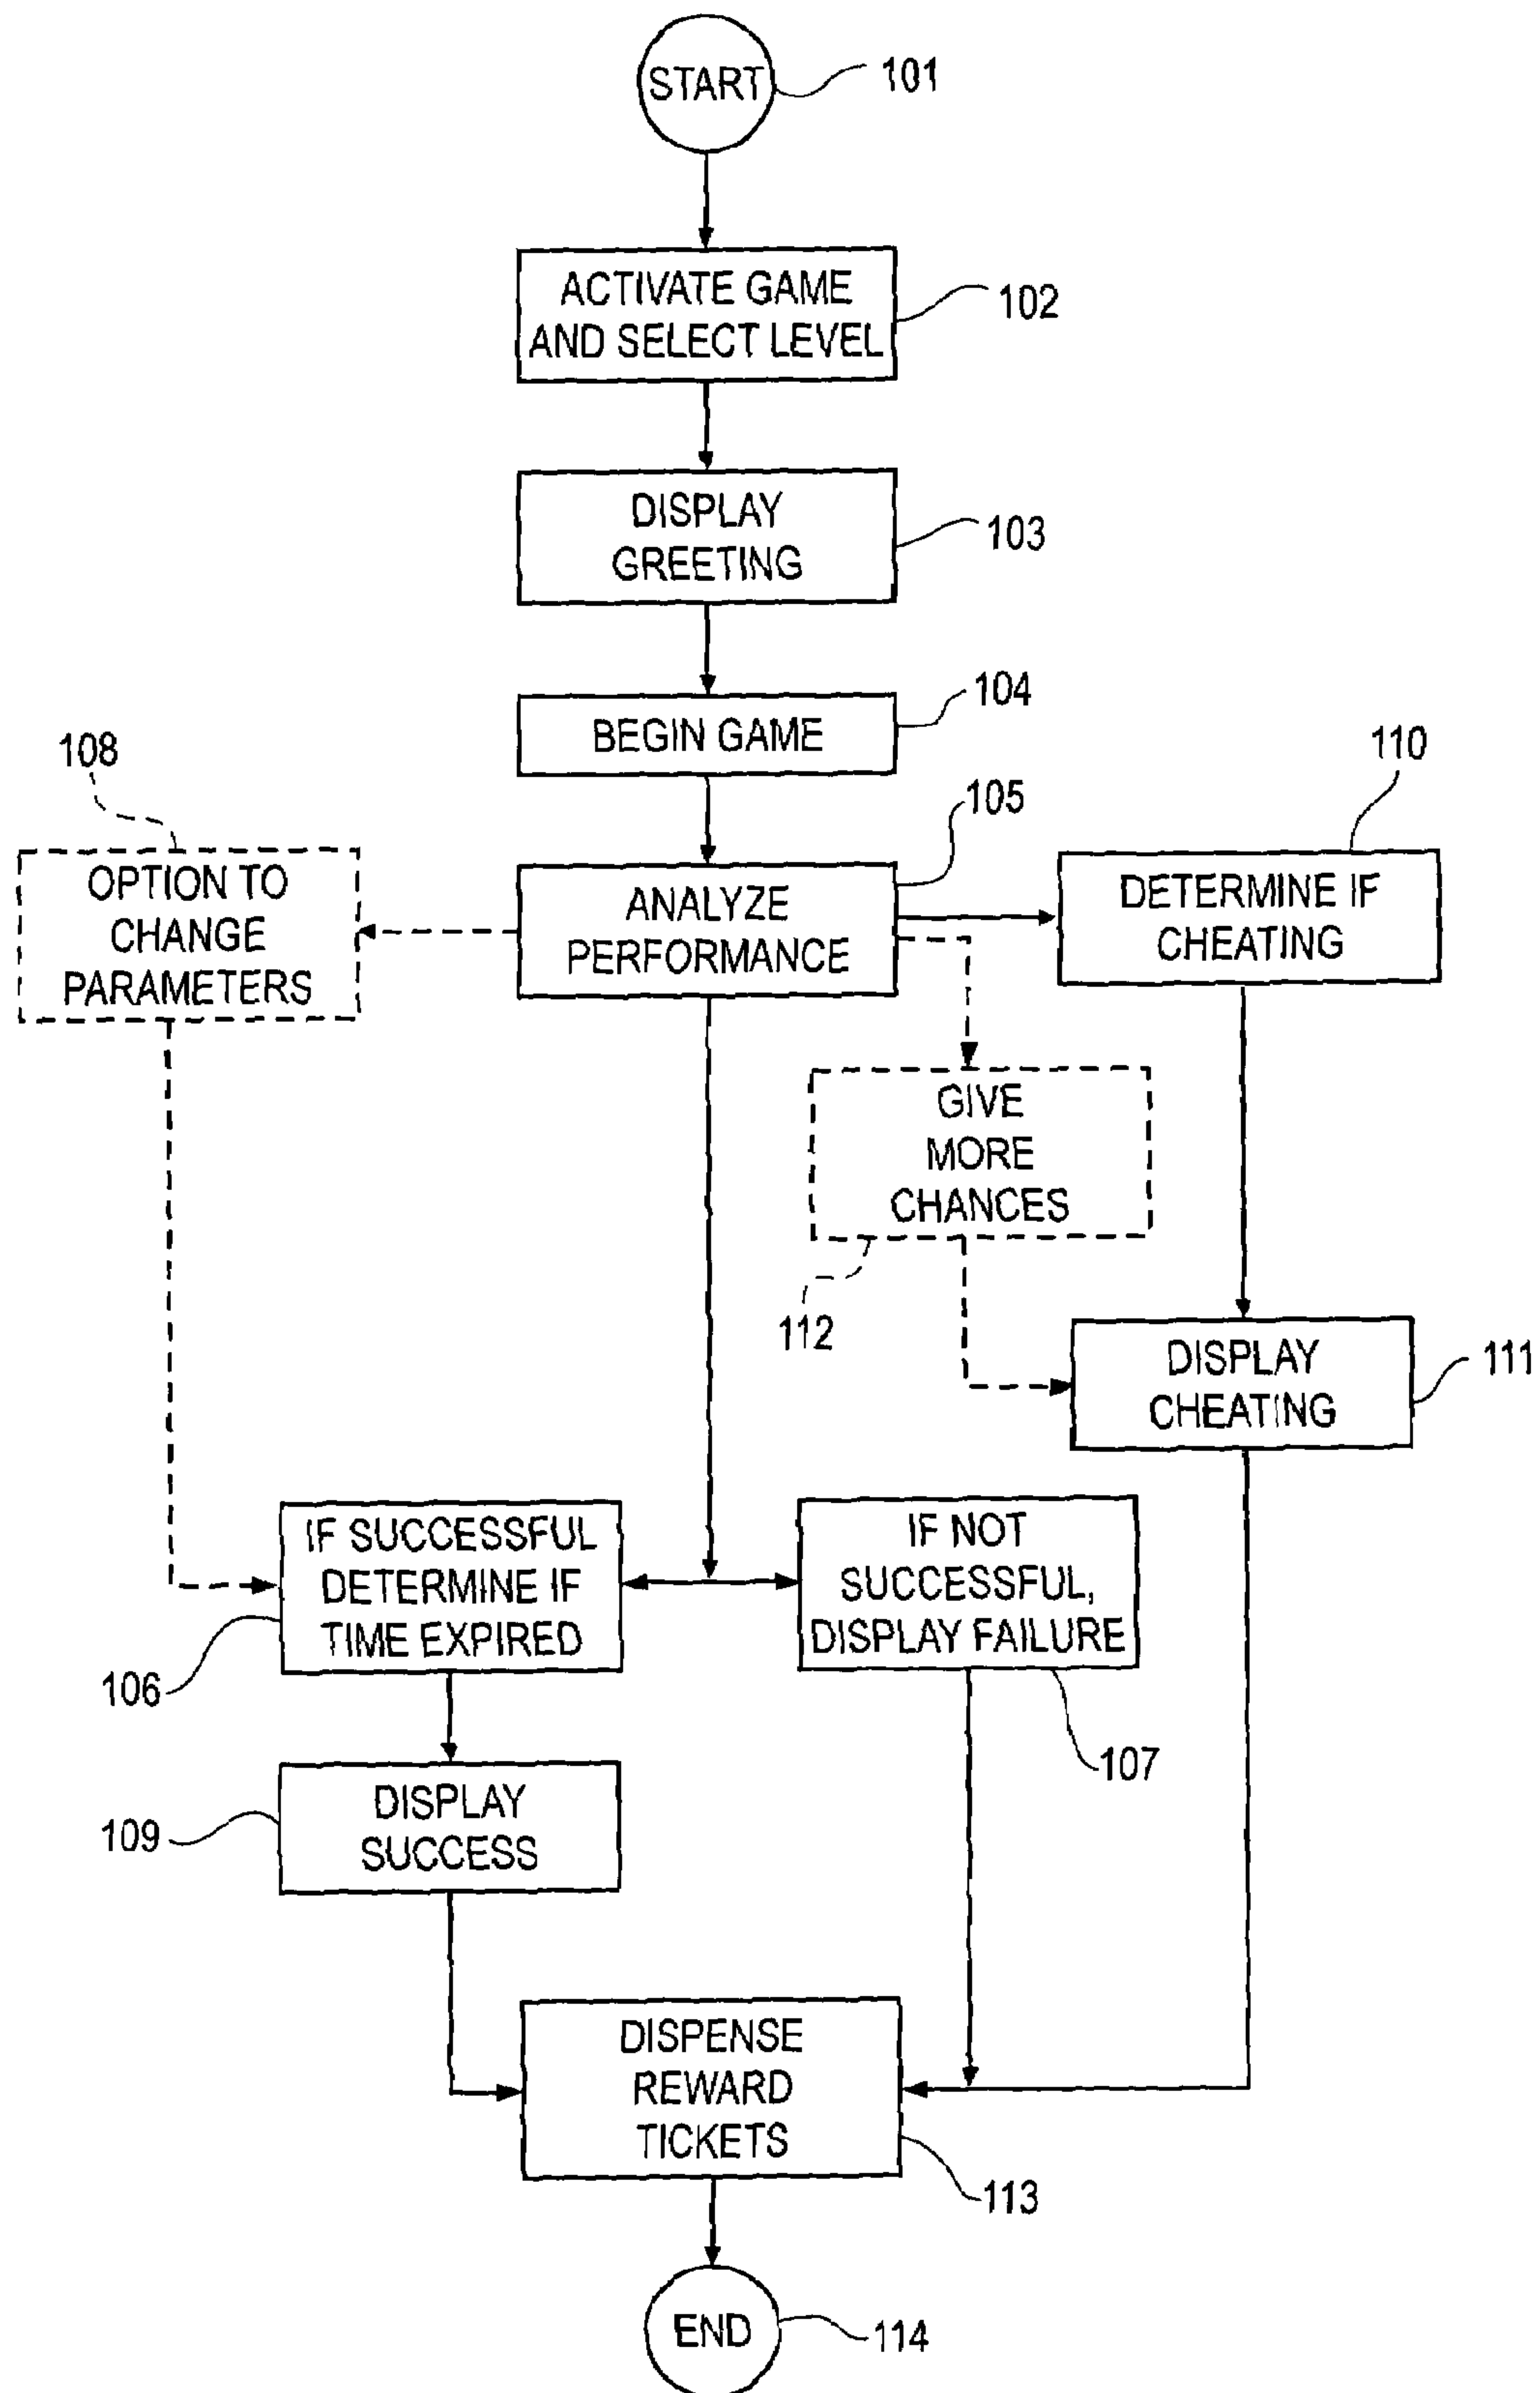 START
101
ACTIVATE GAME
AND SELECT LEVEL
102
DISPLAY
GREETING
103
BEGIN GAME
104
108
OPTION TO
CHANGE
PARAMETERS
ANALYZE
PERFORMANCE
105
110
DETERMINE IF
CHEATING
GIVE
MORE
CHANCES
112
DISPLAY
CHEATING
111
IF SUCCESSFUL
DETERMINE IF
TIME EXPIRED
106
IF NOT
SUCCESSFUL,
DISPLAY FAILURE
107
DISPLAY
SUCCESS
109
DISPENSE
REWARD
TICKETS
113
END
114